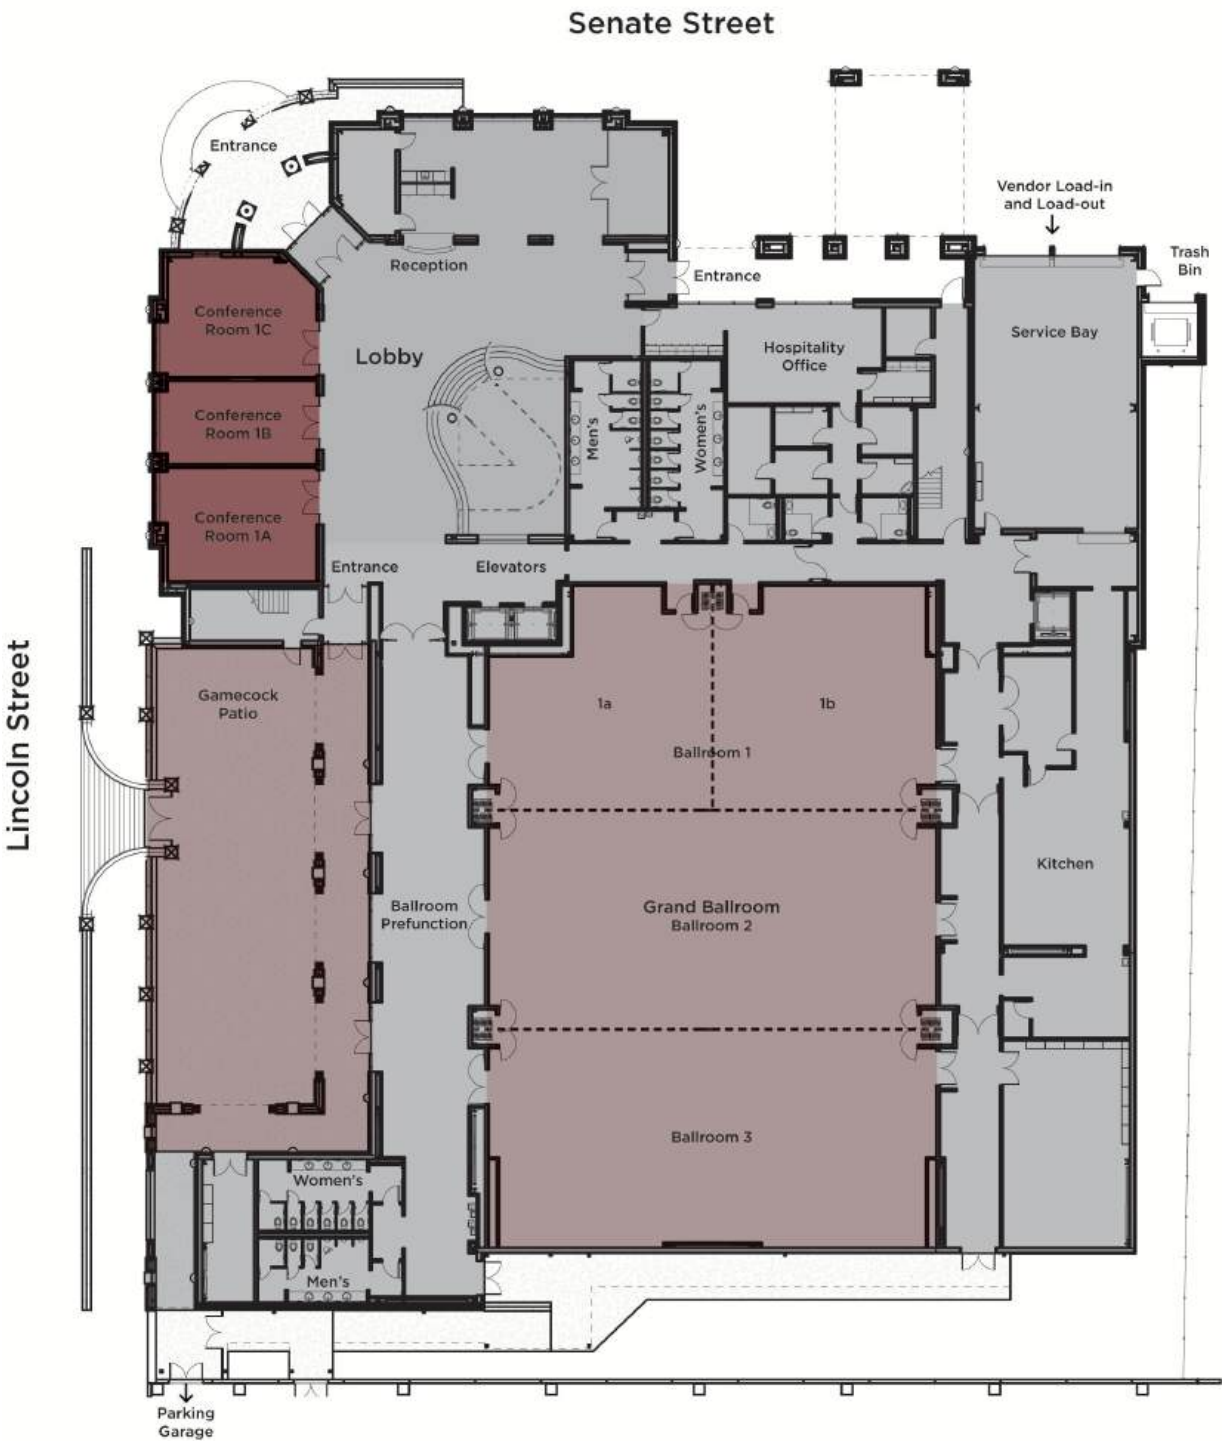 Senate Street
Entrance
Vendor Load-in
and Load-out
Trash
Bin
Reception
Entrance
Conference
Room 1C
Lobby
Hospitality
Office
Service Bay
Conference
Room 1B
Men's
Women's
Conference
Room 1A
Entrance
Elevators
Lincoln Street
Gamecock
Patio
1a
1b
Ballroom 1
Kitchen
Ballroom
Prefunction
Grand Ballroom
Ballroom 2
Ballroom 3
Women's
Men's
Parking
Garage